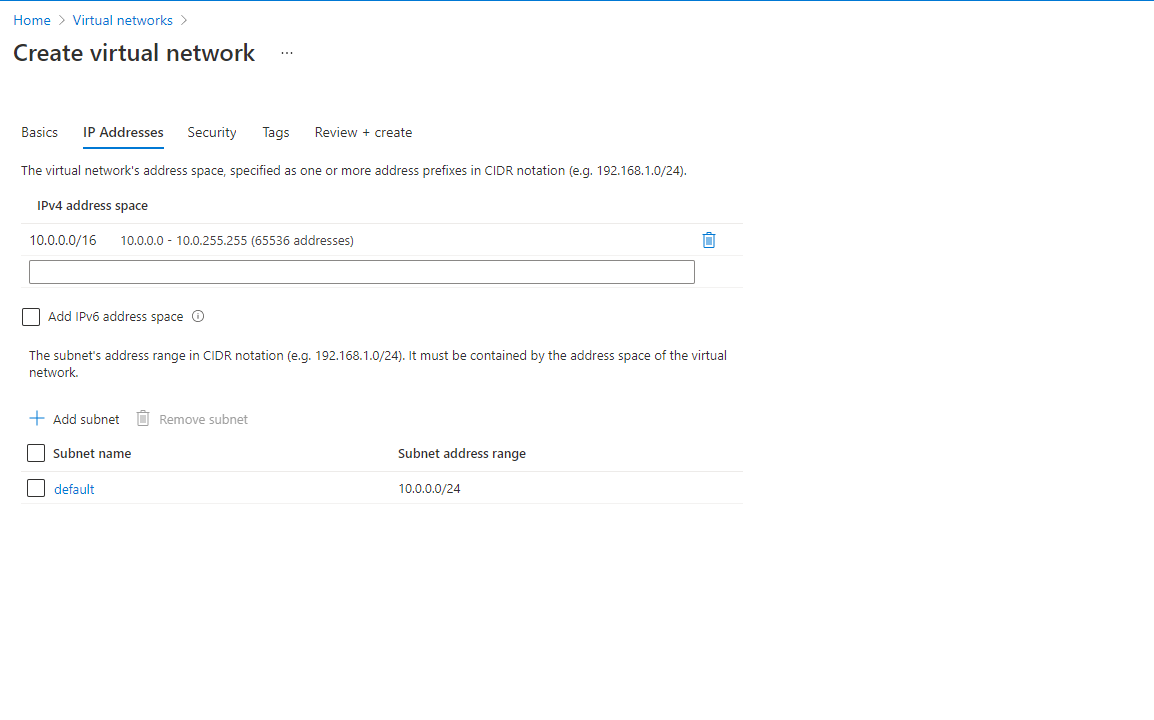 Home > Virtual networks >
Create virtual network ...
Basics IP Addresses Security Tags Review + create
The virtual network's address space, specified as one or more address prefixes in CIDR notation (e.g. 192.168.1.0/24).
IPv4 address space
10.0.0.0/16 10.0.0.0 - 10.0.255.255 (65536 addresses)
Add IPv6 address space
The subnet's address range in CIDR notation (e.g. 192.168.1.0/24). It must be contained by the address space of the virtual
network.
+ Add subnet Remove subnet
Subnet name Subnet address range
default 10.0.0.0/24